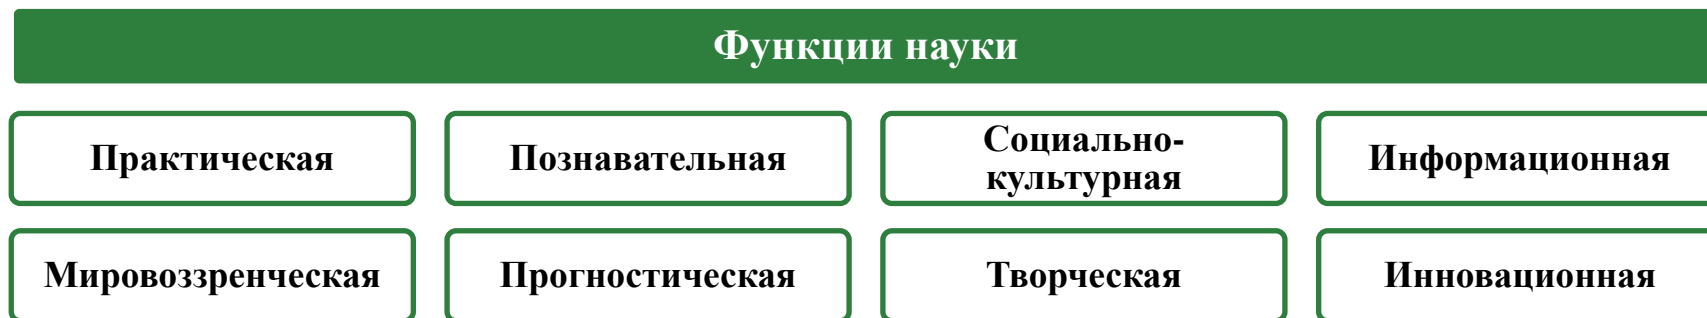 Функции науки
Практическая
Познавательная
Социально-
культурная
Информационная
Мировоззренческая
Прогностическая
Творческая
Инновационная